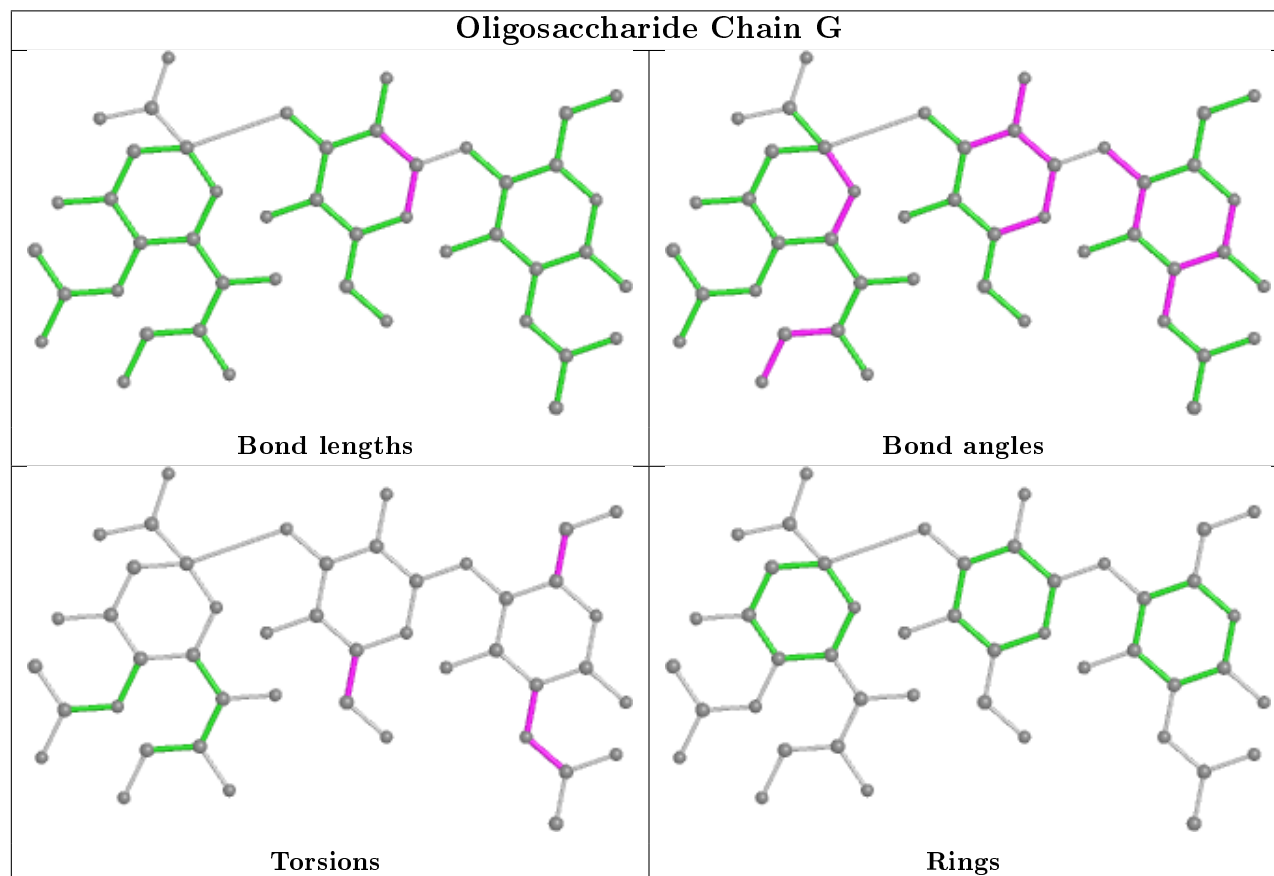 Oligosaccharide Chain G
Bond lengths
Bond angles
Torsions
Rings